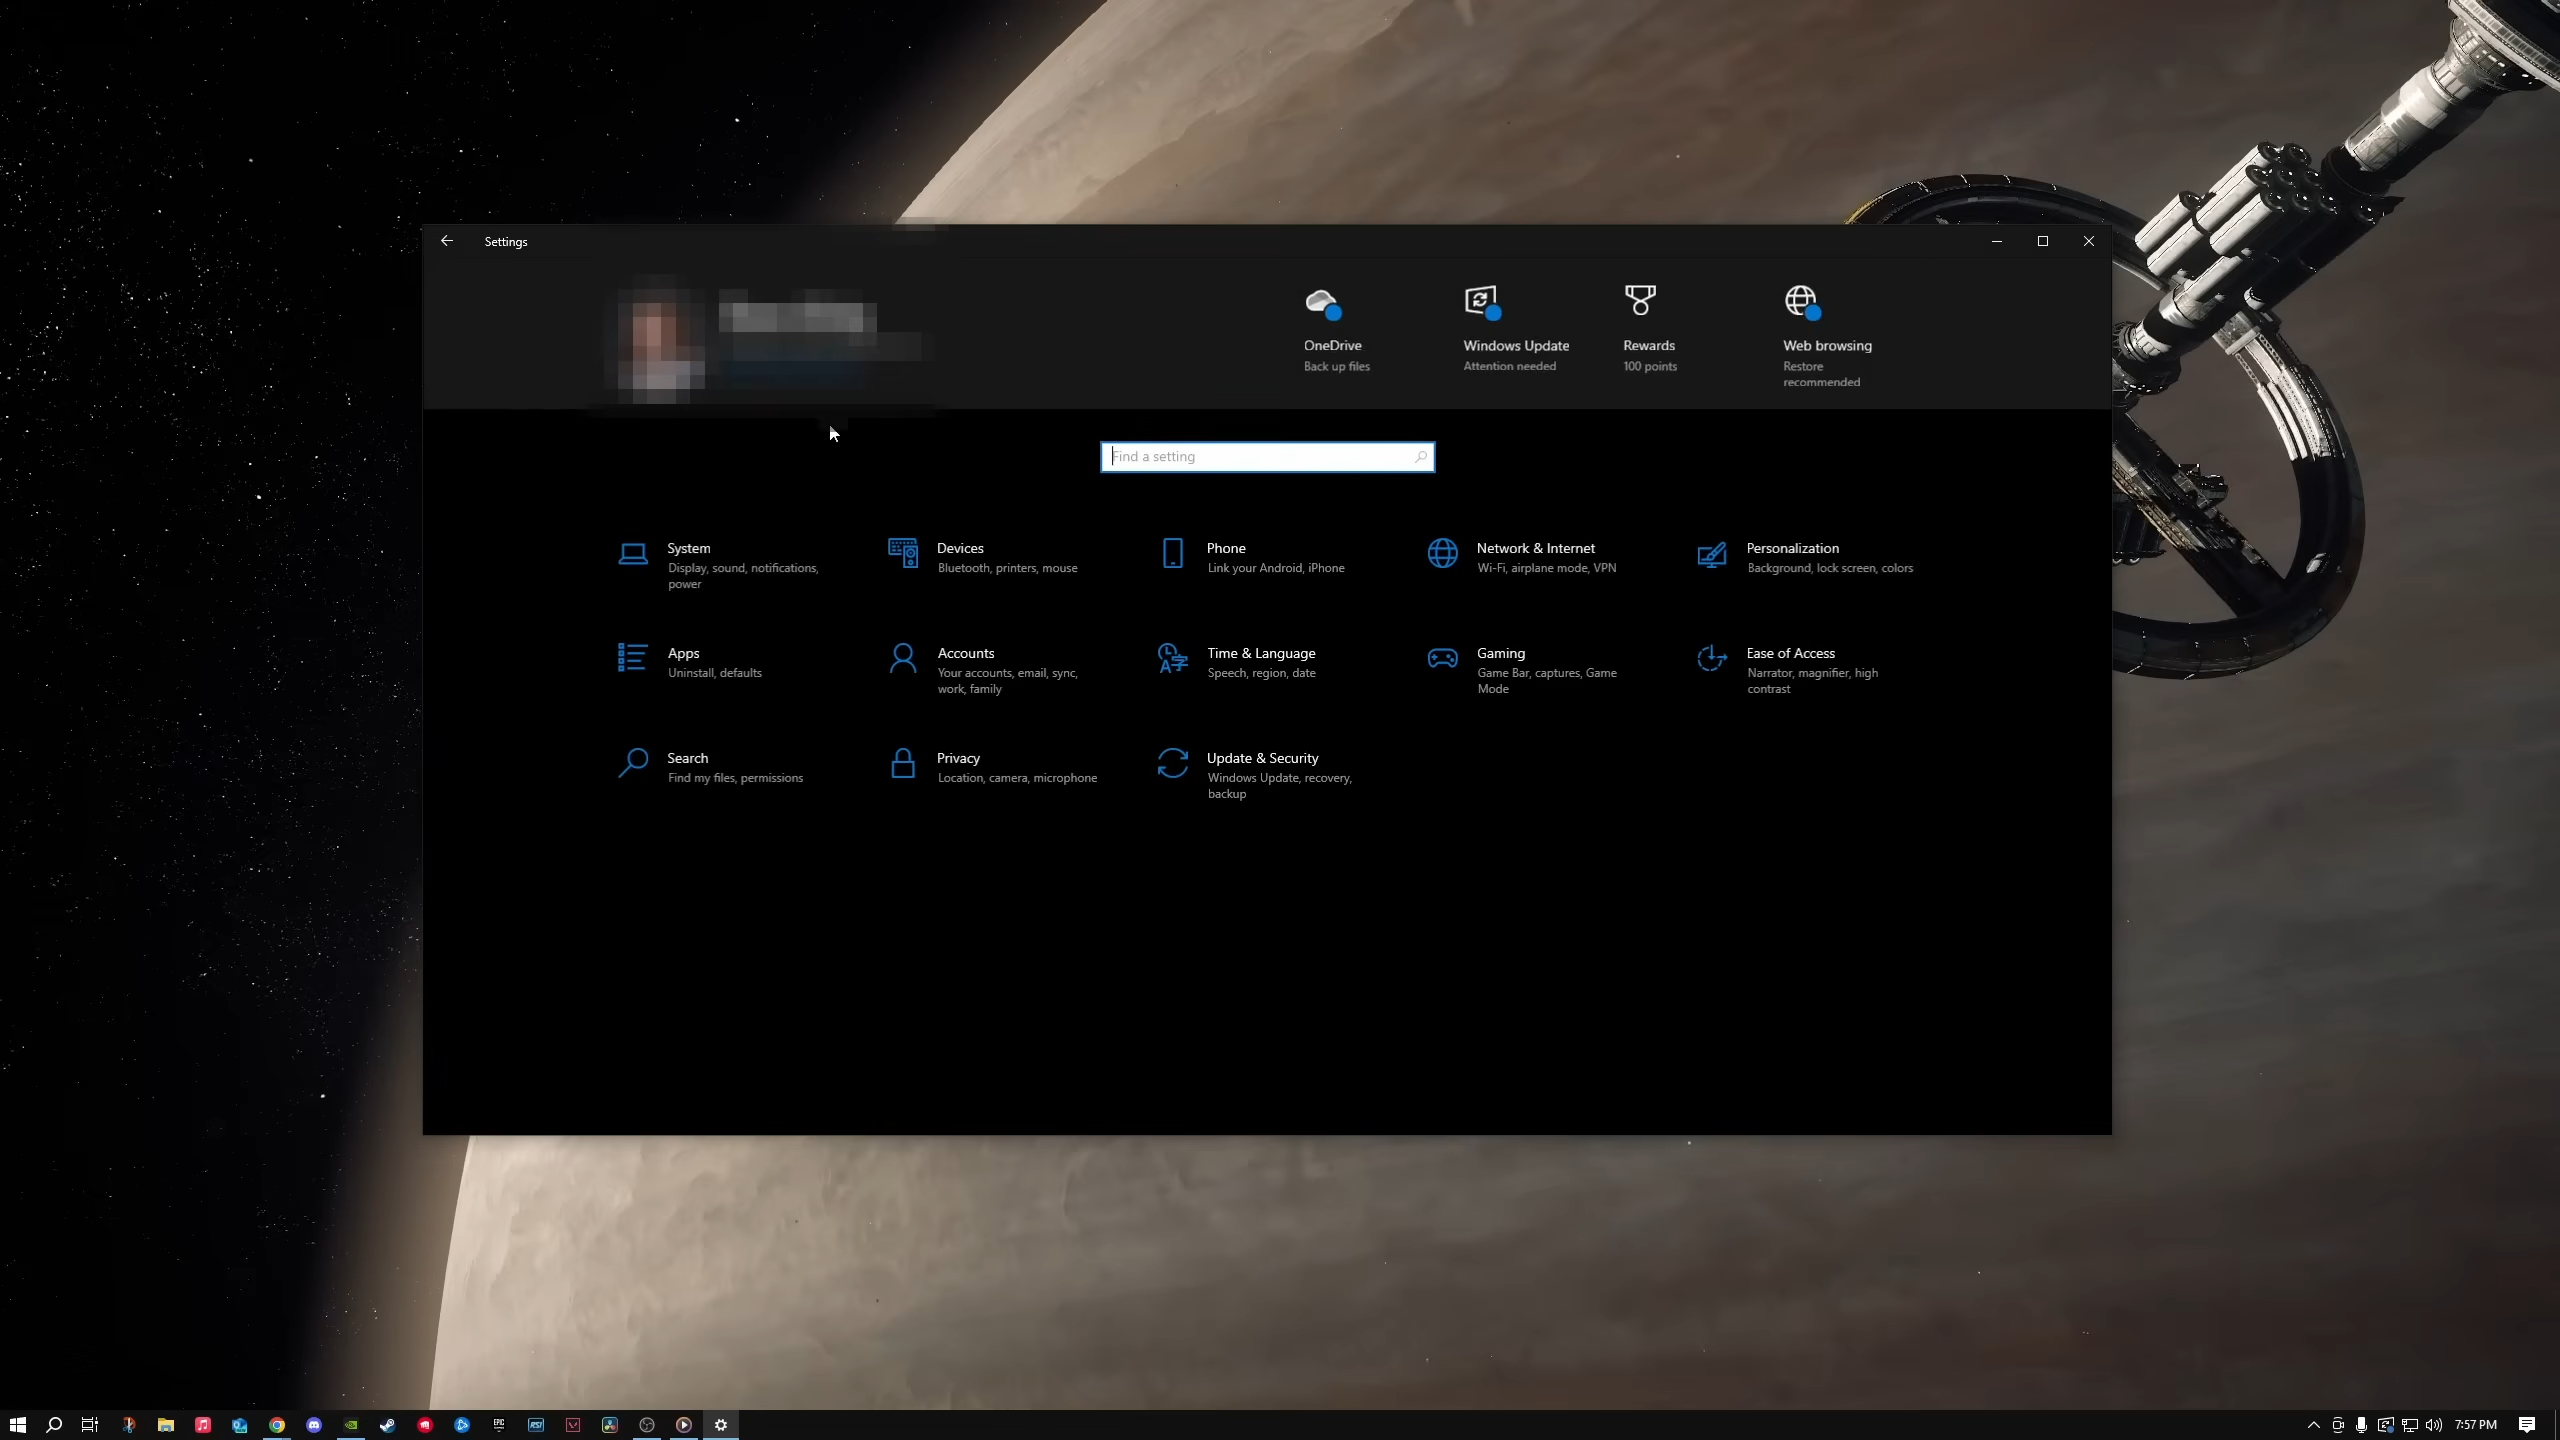 Settings
OneDrive
Back up files
Windows Update
Attention needed
Rewards
100 points
Web browsing
Restore
recommended
Find a setting
System
Display, sound, notifications,
power
Devices
Bluetooth, printers, mouse
Phone
Link your Android, iPhone
Network & Internet
Wi-Fi, airplane mode, VPN
Personalization
Background, lock screen, colors
Apps
Uninstall, defaults
Accounts
Your accounts, email, sync,
work, family
Time & Language
Speech, region, date
Gaming
Game Bar, captures, Game
Mode
Ease of Access
Narrator, magnifier, high
contrast
Search
Find my files, permissions
Privacy
Location, camera, microphone
Update & Security
Windows Update, recovery,
backup
EPIC
RSI
7:57 PM